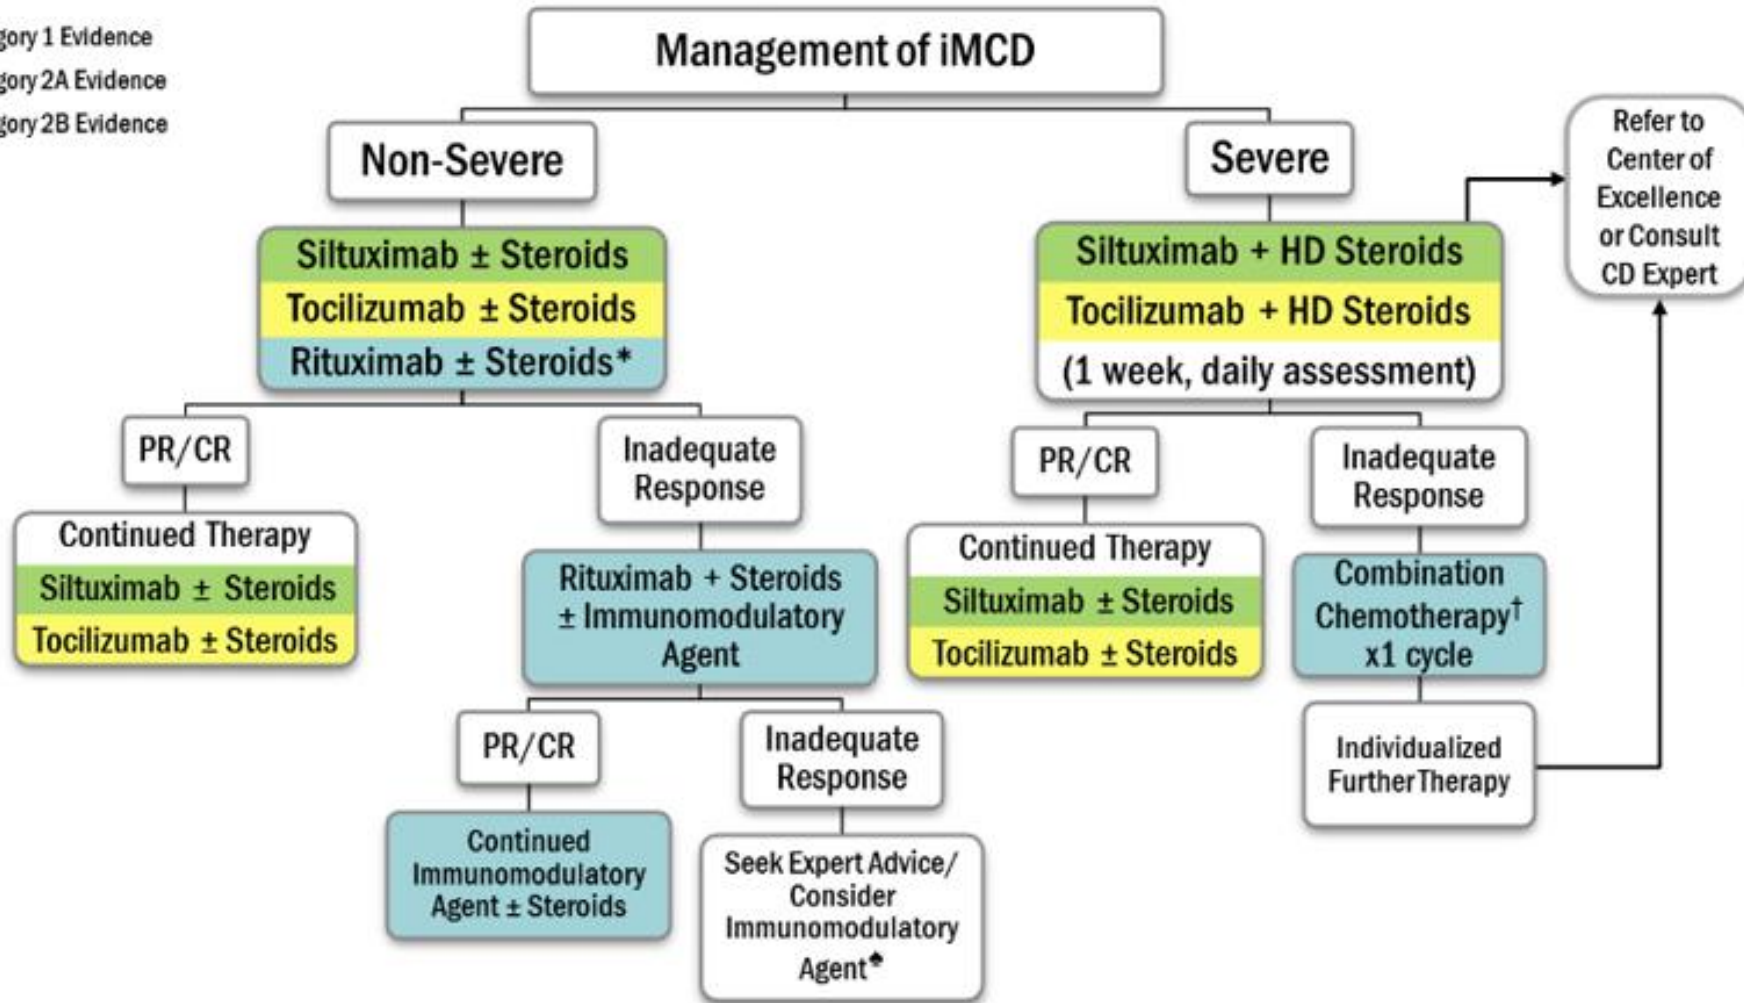 gory 1 Evidence
gory 2A Evidence
gory 2B Evidence
Management of iMCD
Non-Severe
Severe
Refer to
Center of
Excellence
or Consult
CD Expert
Siltuximab ± Steroids
Tocilizumab ± Steroids
Rituximab ± Steroids*
Siltuximab + HD Steroids
Tocilizumab + HD Steroids
(1 week, daily assessment)
PR/CR
Inadequate
Response
PR/CR
Inadequate
Response
Continued Therapy
Siltuximab ± Steroids
Tocilizumab ± Steroids
Rituximab + Steroids
± Immunomodulatory
Agent
Continued Therapy
Siltuximab ± Steroids
Tocilizumab ± Steroids
Combination
Chemotherapy†
x1 cycle
PR/CR
Inadequate
Response
Individualized
Further Therapy
Continued
Immunomodulatory
Agent ± Steroids
Seek Expert Advice/
Consider
Immunomodulatory
Agent♠